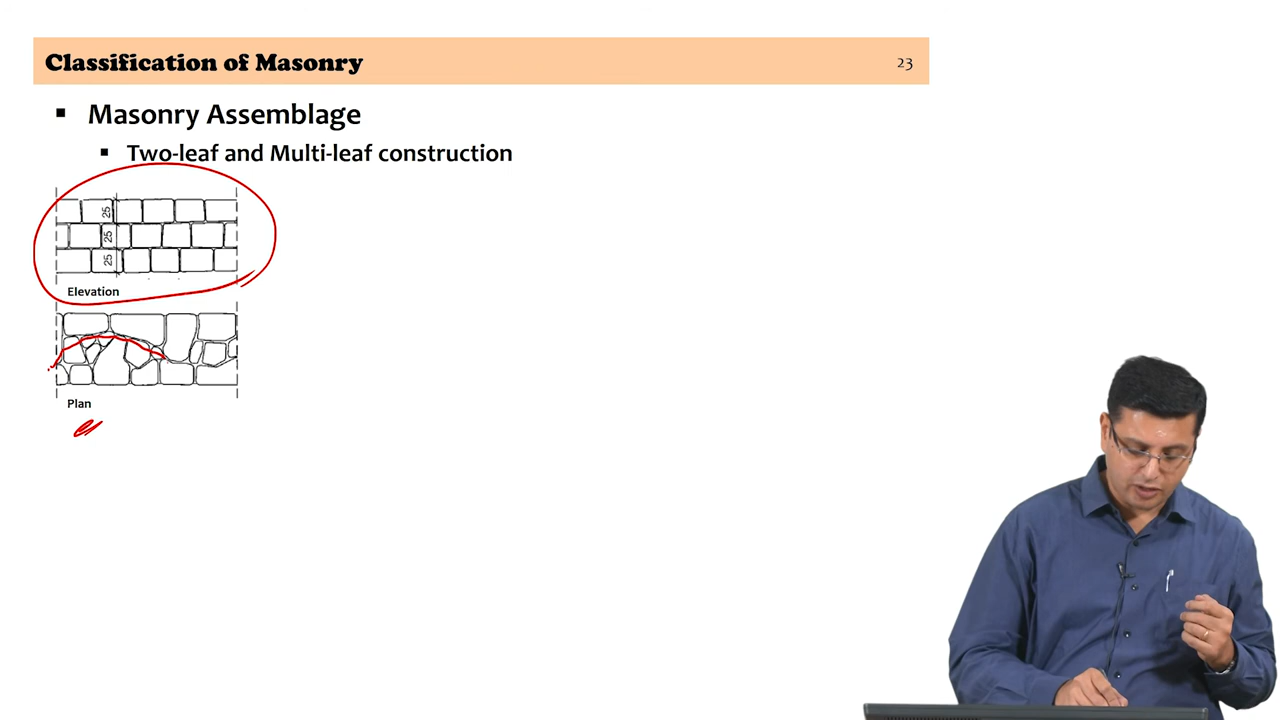 Classification of Masonry
23
Masonry Assemblage
Two-leaf and Multi-leaf construction
25
25
25
Elevation
Plan